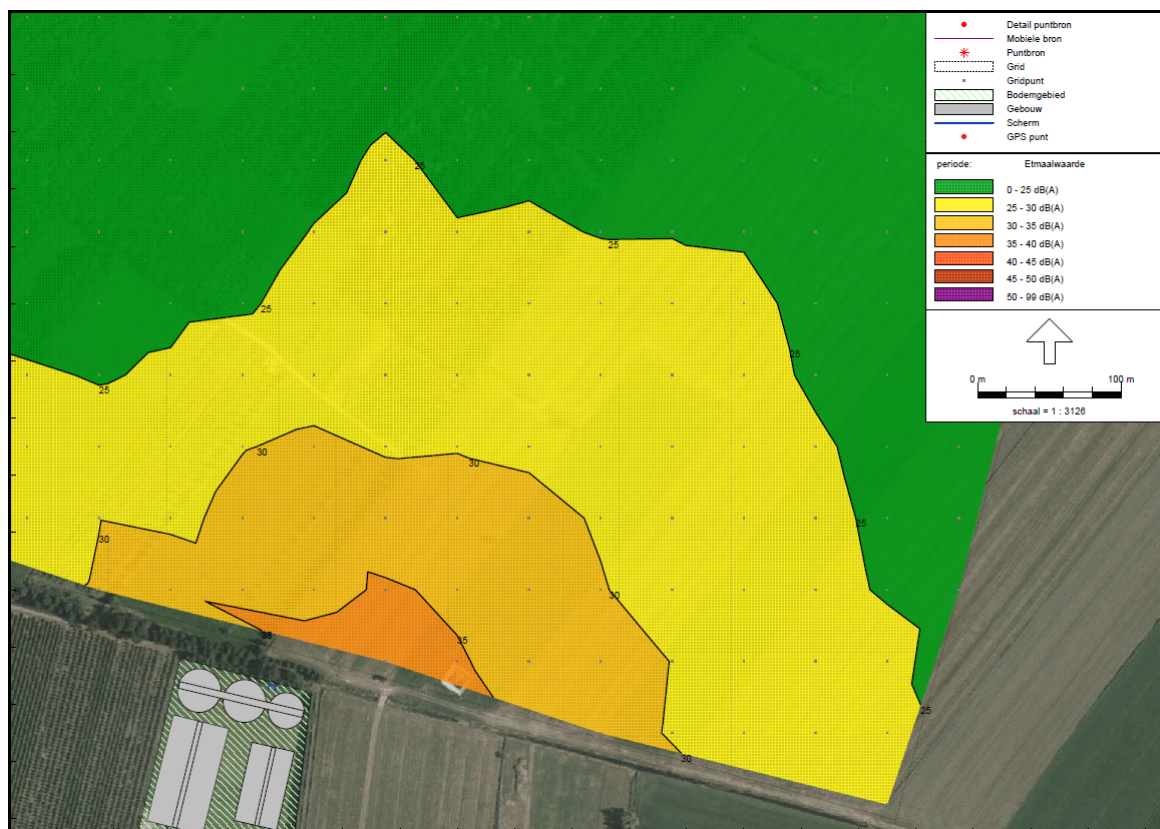 Detail puntbron
Mobiele bron
Puntbron
Grid
Gridpunt
Bodemgebied
Gebouw
Scherm
GPS punt
periode: Etmaalwaarde
0 - 25 dB(A)
25 - 30 dB(A)
30 - 35 dB(A)
35 - 40 dB(A)
40 - 45 dB(A)
45 - 50 dB(A)
50 - 99 dB(A)
0 m 100 m
schaal = 1 : 3126
25
25
25
25
25
30
30
25
30
30
35
35
25
30